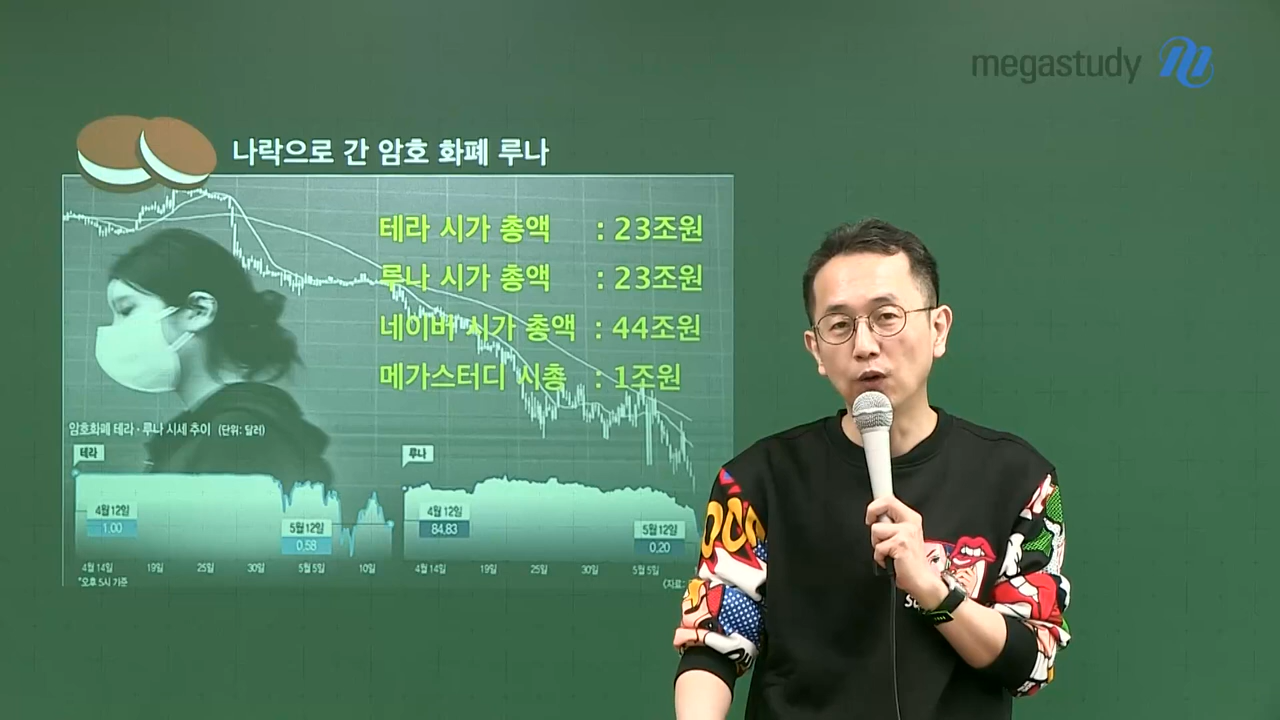 megastudy
나락으로 간 암호 화폐 루나
테라 시가 총액 : 23조원
루나 시가 총액 : 23조원
네이버 시가 총액 : 44조원
메가스터디 시총 : 1조원
암호화폐 테라·루나 시세 추이 (단위: 달러)
테라
4월 12일
1.00
5월 12일
0.58
4월 14일 19일 25일 30일 5월 5일 10일
*오후 5시 기준
루나
4월 12일
84.83
5월 12일
0.20
4월 14일 19일 25일 30일 5월 5일
(자료: